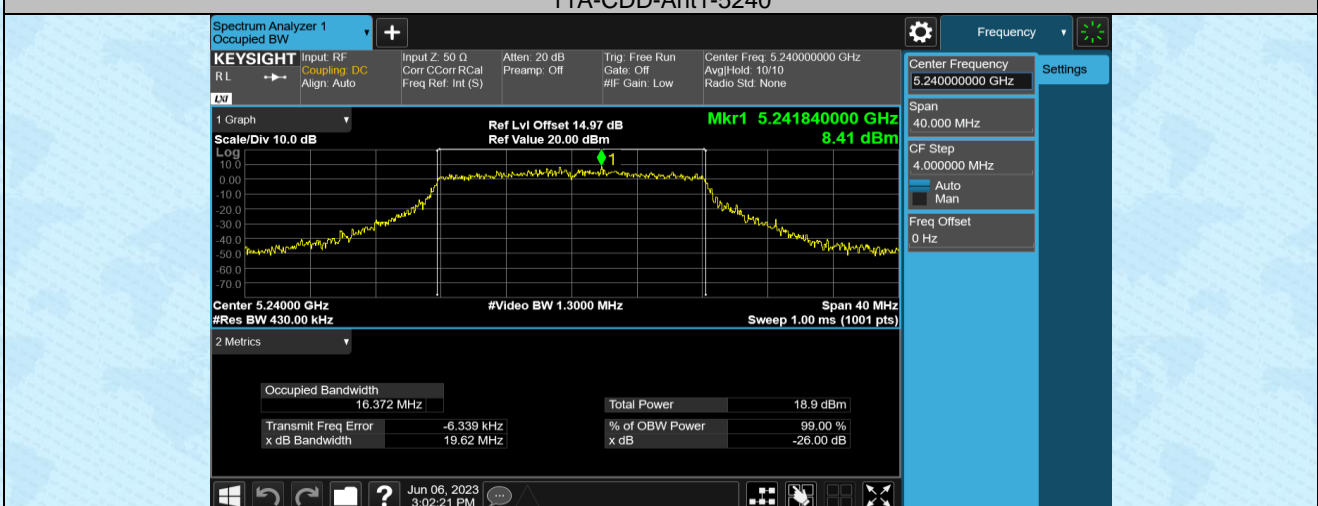 11A-CDD-Ant1-5240
Spectrum Analyzer 1
Occupied BW
Frequency
KEYSIGHT
RL
LXI
Input: RF
Coupling: DC
Align: Auto
Input Z: 50 Ω
Corr CCorr RCal
Freq Ref: Int (S)
Atten: 20 dB
Preamp: Off
Trig: Free Run
Gate: Off
#IF Gain: Low
Center Freq: 5.240000000 GHz
Avg|Hold: 10/10
Radio Std: None
Center Frequency
5.240000000 GHz
Settings
Span
40.000 MHz
CF Step
4.000000 MHz
Auto
Man
Freq Offset
0 Hz
1 Graph
Scale/Div 10.0 dB
Ref Lvl Offset 14.97 dB
Ref Value 20.00 dBm
Mkr1 5.241840000 GHz
8.41 dBm
Log
1
10.0
0.00
-10.0
-20.0
-30.0
-40.0
-50.0
-60.0
-70.0
Center 5.24000 GHz
#Res BW 430.00 kHz
#Video BW 1.3000 MHz
Span 40 MHz
Sweep 1.00 ms (1001 pts)
2 Metrics
Occupied Bandwidth
16.372 MHz
Transmit Freq Error -6.339 kHz
x dB Bandwidth 19.62 MHz
Total Power 18.9 dBm
% of OBW Power 99.00 %
x dB -26.00 dB
?
Jun 06, 2023
3:02:21 PM